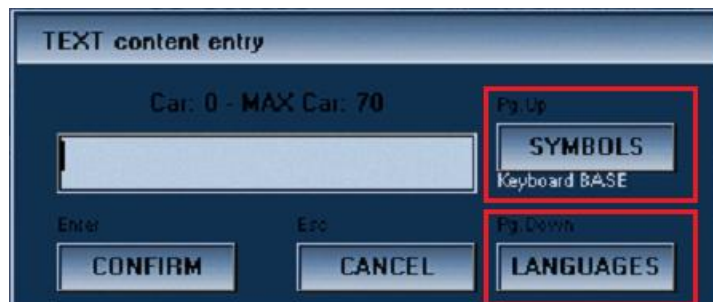 TEXT content entry
Car: 0 - MAX Car: 70
Pg.Up
SYMBOLS
Keyboard BASE
Enter
Esc
Pg.Down
CONFIRM
CANCEL
LANGUAGES